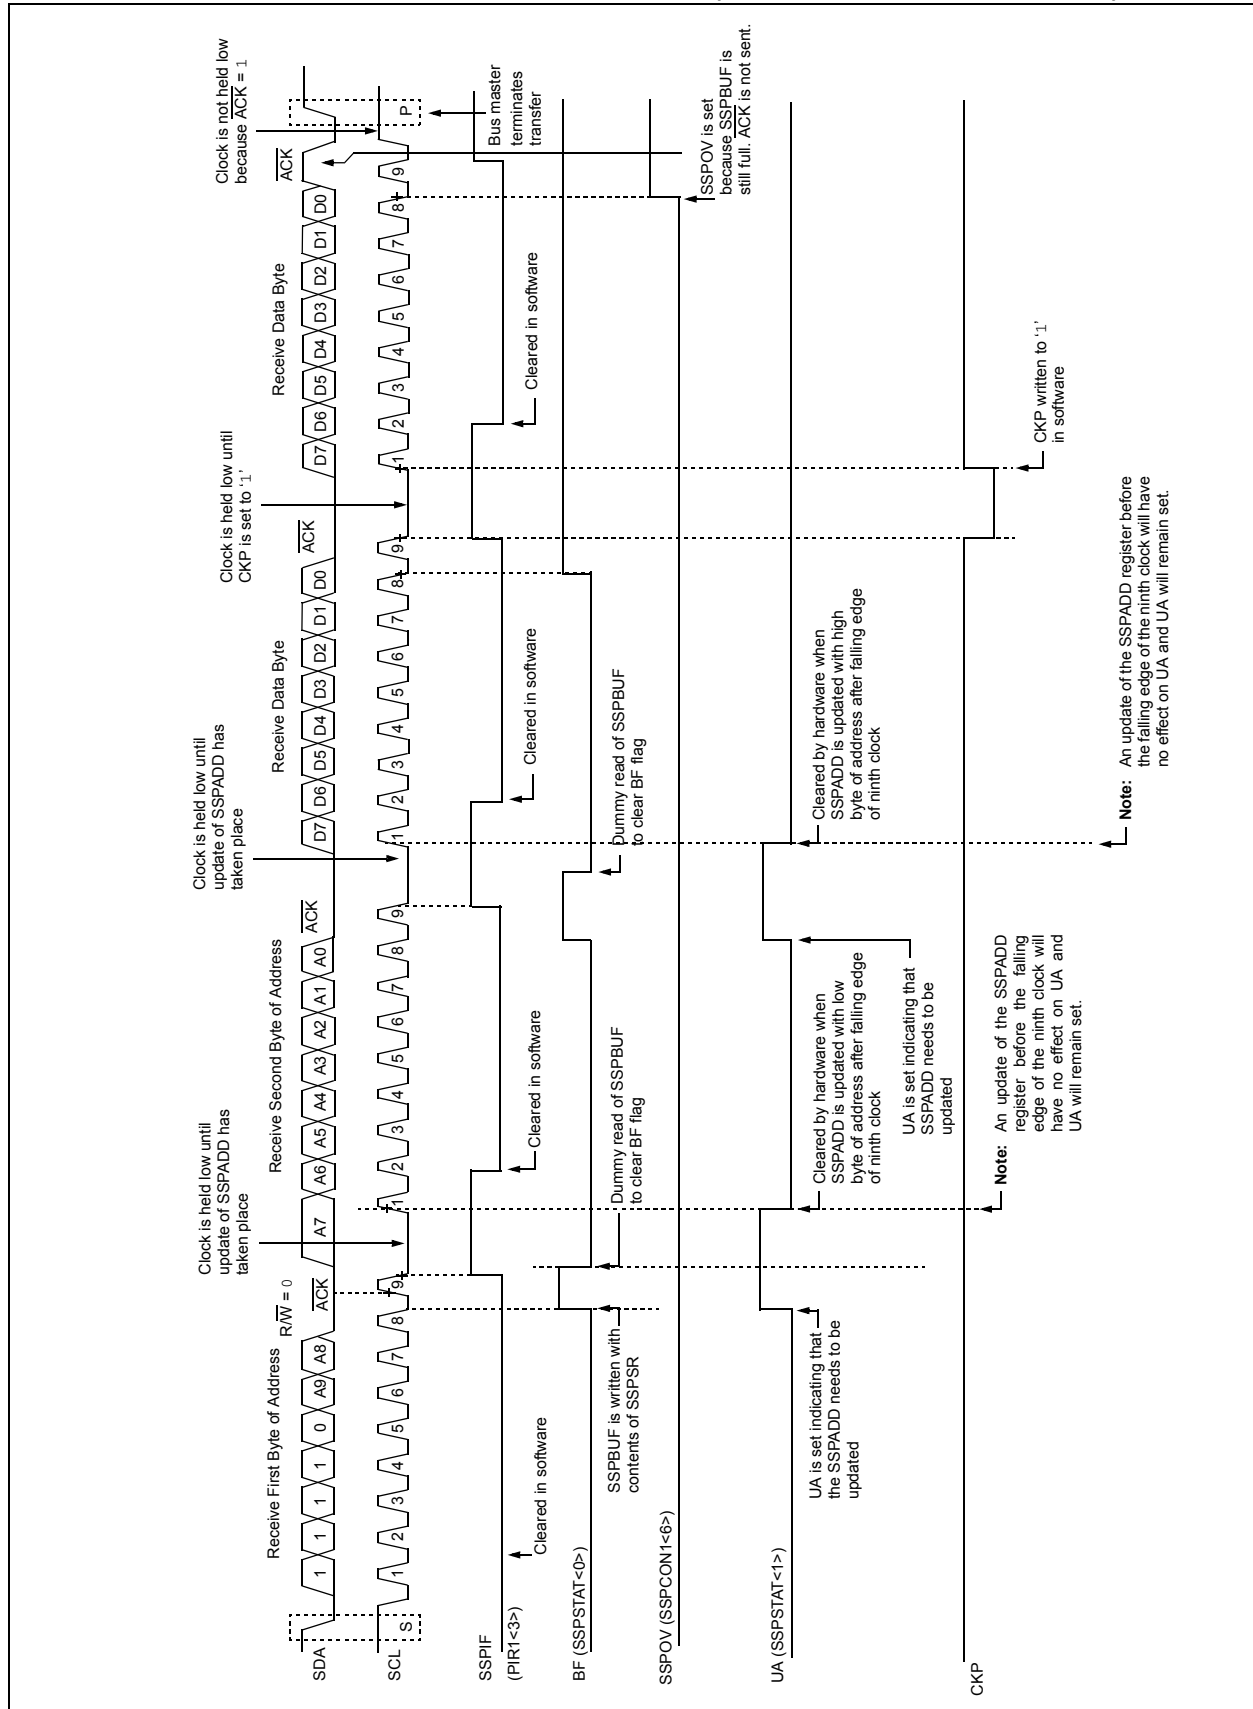 Receive First Byte of Address
R/W = 0
ACK
Clock is held low until
update of SSPADD has
taken place
Receive Second Byte of Address
ACK
Clock is held low until
update of SSPADD has
taken place
Receive Data Byte
ACK
Clock is held low until
CKP is set to ‘1’
Receive Data Byte
ACK
Clock is not held low
because ACK = 1
SDA
1 1 1 1 0 A9 A8
A7 A6 A5 A4 A3 A2 A1 A0
D7 D6 D5 D4 D3 D2 D1 D0
D7 D6 D5 D4 D3 D2 D1 D0
SCL
S
1 2 3 4 5 6 7 8 9
1 2 3 4 5 6 7 8 9
1 2 3 4 5 6 7 8 9
1 2 3 4 5 6 7 8 9
P
Bus master
terminates
transfer
SSPIF
(PIR1<3>)
Cleared in software
Cleared in software
Cleared in software
Cleared in software
BF (SSPSTAT<0>)
SSPBUF is written with
contents of SSPSR
Dummy read of SSPBUF
to clear BF flag
Dummy read of SSPBUF
to clear BF flag
SSPOV (SSPCON1<6>)
SSPOV is set
because SSPBUF is
still full. ACK is not sent.
UA (SSPSTAT<1>)
UA is set indicating that
the SSPADD needs to be
updated
Cleared by hardware when
SSPADD is updated with low
byte of address after falling edge
of ninth clock
UA is set indicating that
SSPADD needs to be
updated
Cleared by hardware when
SSPADD is updated with high
byte of address after falling edge
of ninth clock
CKP
CKP written to ‘1’
in software
Note: An update of the SSPADD
register before the falling
edge of the ninth clock will
have no effect on UA and
UA will remain set.
Note: An update of the SSPADD register before
the falling edge of the ninth clock will have
no effect on UA and UA will remain set.